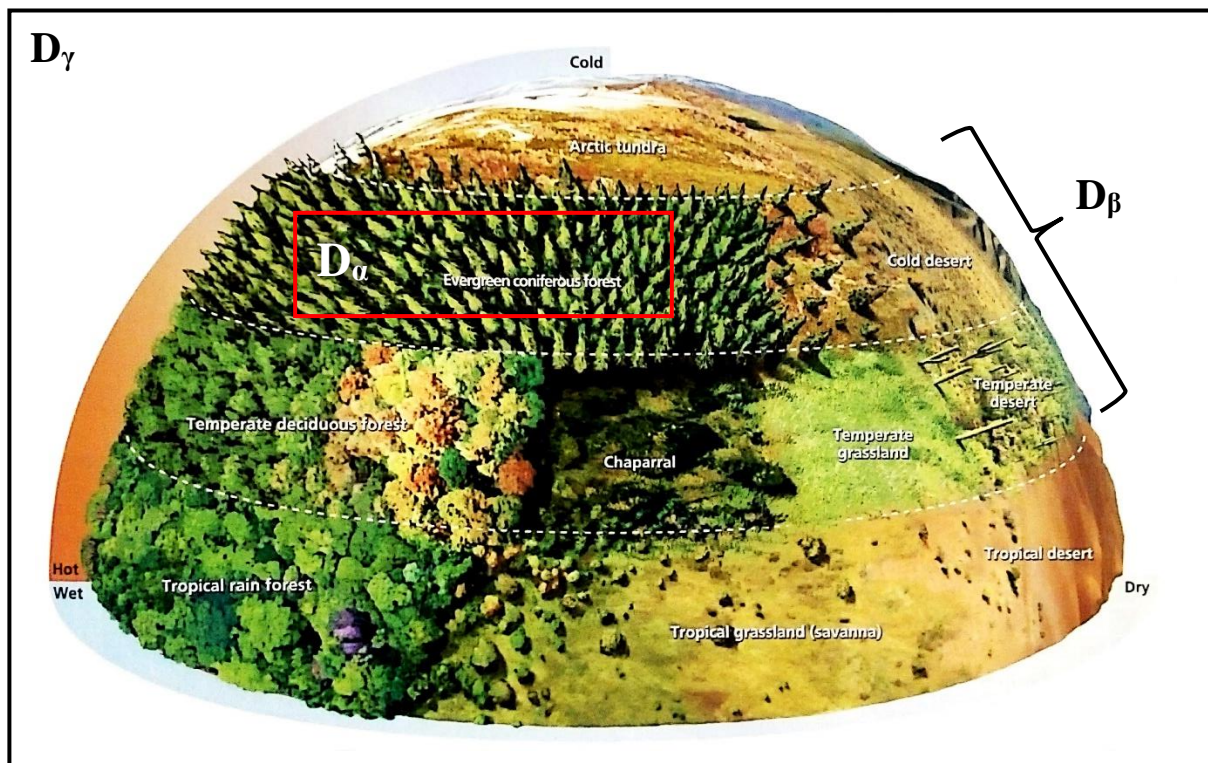 Dγ
Cold
Arctic tundra
Dβ
Dα
Evergreen coniferous forest
Cold desert
Temperate deciduous forest
Chaparral
Temperate
grassland
Temperate
desert
Hot
Wet
Tropical rain forest
Tropical grassland (savanna)
Tropical desert
Dry